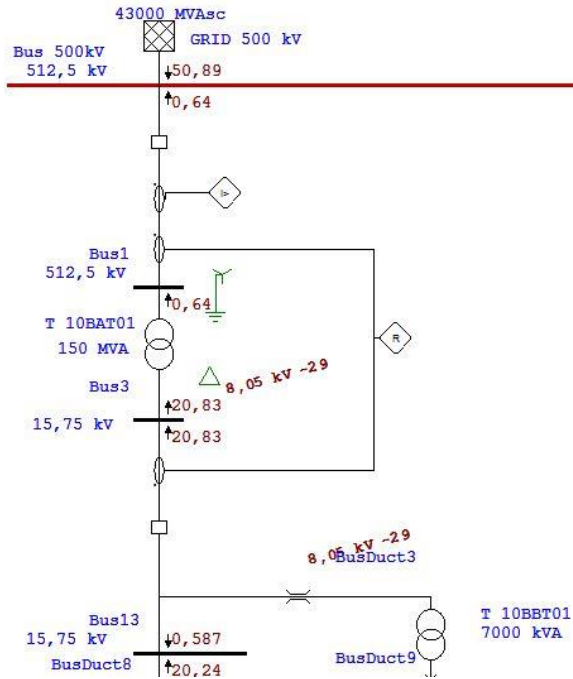 43000 MVAsc
GRID 500 kV
Bus 500kV
512,5 kV
50,89
0,64
I>
Bus1
512,5 kV
0,64
T 10BAT01
150 MVA
R
8,05 kV -29
Bus3
20,83
15,75 kV
20,83
8,05 kV -29
BusDuct3
Bus13
T 10BBT01
7000 kVA
15,75 kV
0,587
BusDuct8
20,24
BusDuct9